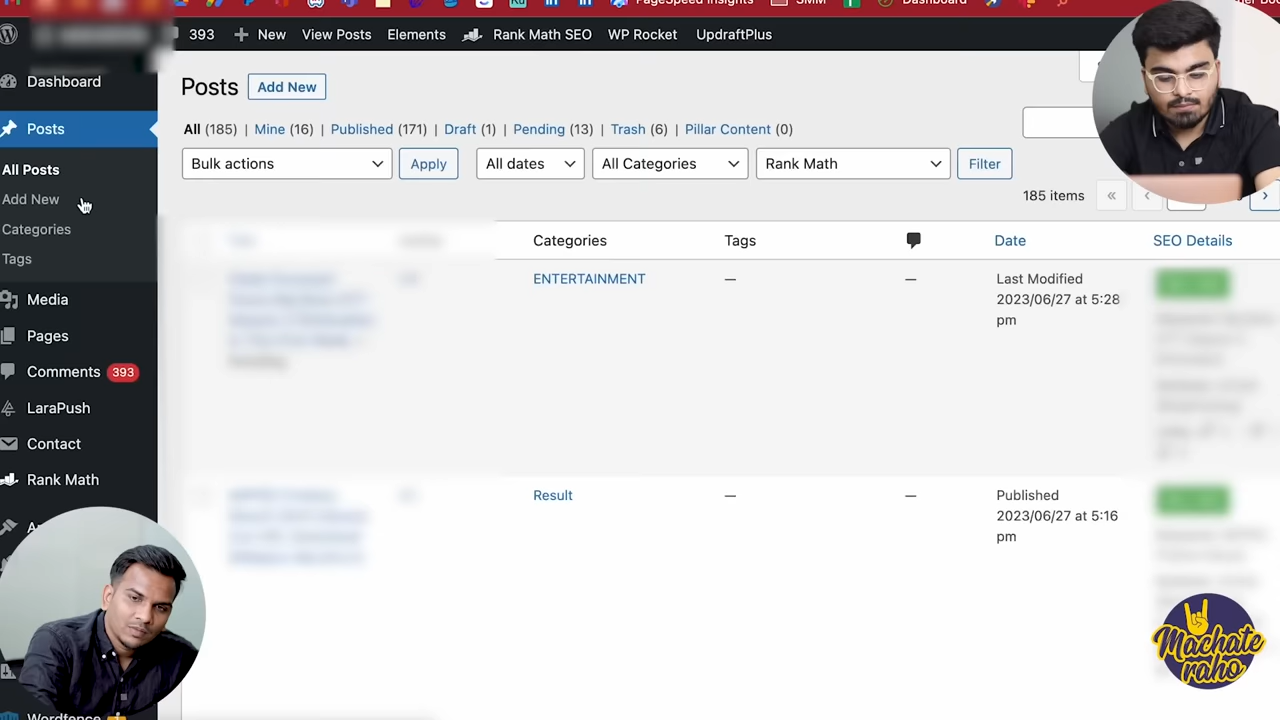 PageSpeed Insights
SMM
Dashboard
393
New
View Posts
Elements
Rank Math SEO
WP Rocket
UpdraftPlus
Dashboard
Posts
All Posts
Add New
Categories
Tags
Media
Pages
Comments 393
LaraPush
Contact
Rank Math
Wordfence
Posts Add New
All (185) | Mine (16) | Published (171) | Draft (1) | Pending (13) | Trash (6) | Pillar Content (0)
Bulk actions Apply All dates All Categories Rank Math Filter
185 items « ‹ ›
Categories Tags Date SEO Details
ENTERTAINMENT — — Last Modified
2023/06/27 at 5:28
pm
Result — — Published
2023/06/27 at 5:16
pm
Machate
raho